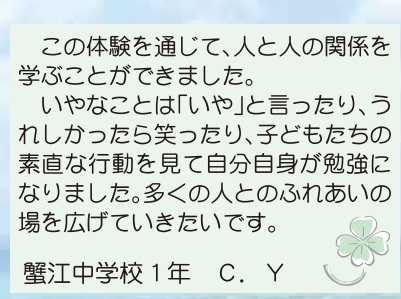 この体験を通じて、人と人の関係を
学ぶことができました。
　いやなことは「いや」と言ったり、う
れしかったら笑ったり、子どもたちの
素直な行動を見て自分自身が勉強に
なりました。多くの人とのふれあいの
場を広げていきたいです。
蟹江中学校１年　Ｃ．Ｙ